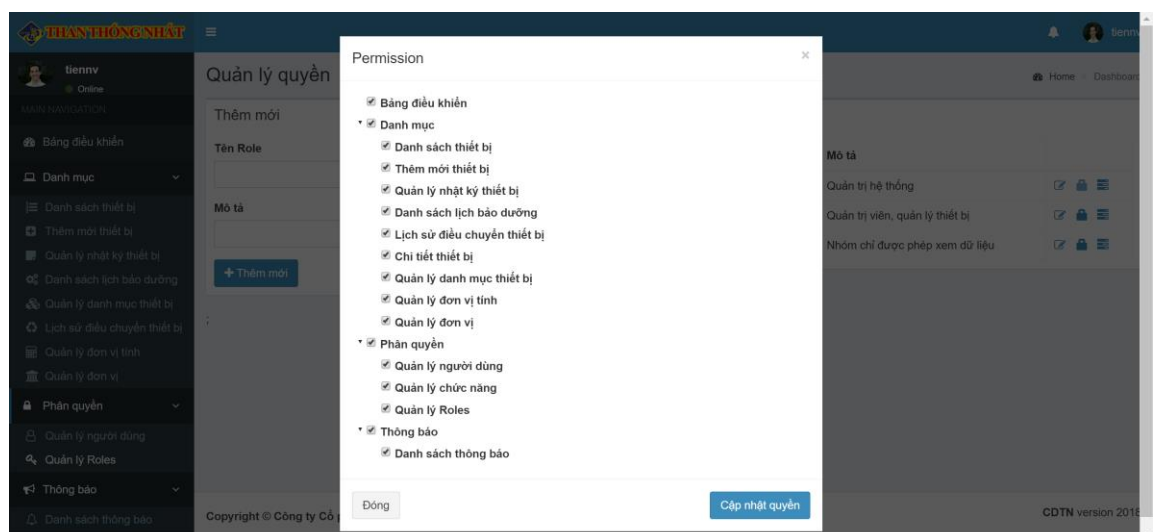 THAN THỐNG NHẤT
tiennv
tiennv
Online
MAIN NAVIGATION
Bảng điều khiển
Danh mục
Danh sách thiết bị
Thêm mới thiết bị
Quản lý nhật ký thiết bị
Danh sách lịch bảo dưỡng
Quản lý danh mục thiết bị
Lịch sử điều chuyển thiết bị
Quản lý đơn vị tính
Quản lý đơn vị
Phân quyền
Quản lý người dùng
Quản lý Roles
Thông báo
Danh sách thông báo
Quản lý quyền
Home
Dashboard
Thêm mới
Tên Role
Mô tả
Thêm mới
;
Permission
×
Bảng điều khiển
Danh mục
Danh sách thiết bị
Thêm mới thiết bị
Quản lý nhật ký thiết bị
Danh sách lịch bảo dưỡng
Lịch sử điều chuyển thiết bị
Chi tiết thiết bị
Quản lý danh mục thiết bị
Quản lý đơn vị tính
Quản lý đơn vị
Phân quyền
Quản lý người dùng
Quản lý chức năng
Quản lý Roles
Thông báo
Danh sách thông báo
Đóng
Cập nhật quyền
Mô tả
Quản trị hệ thống
Quản trị viên, quản lý thiết bị
Nhóm chỉ được phép xem dữ liệu
Copyright © Công ty Cổ
CDTN version 2018